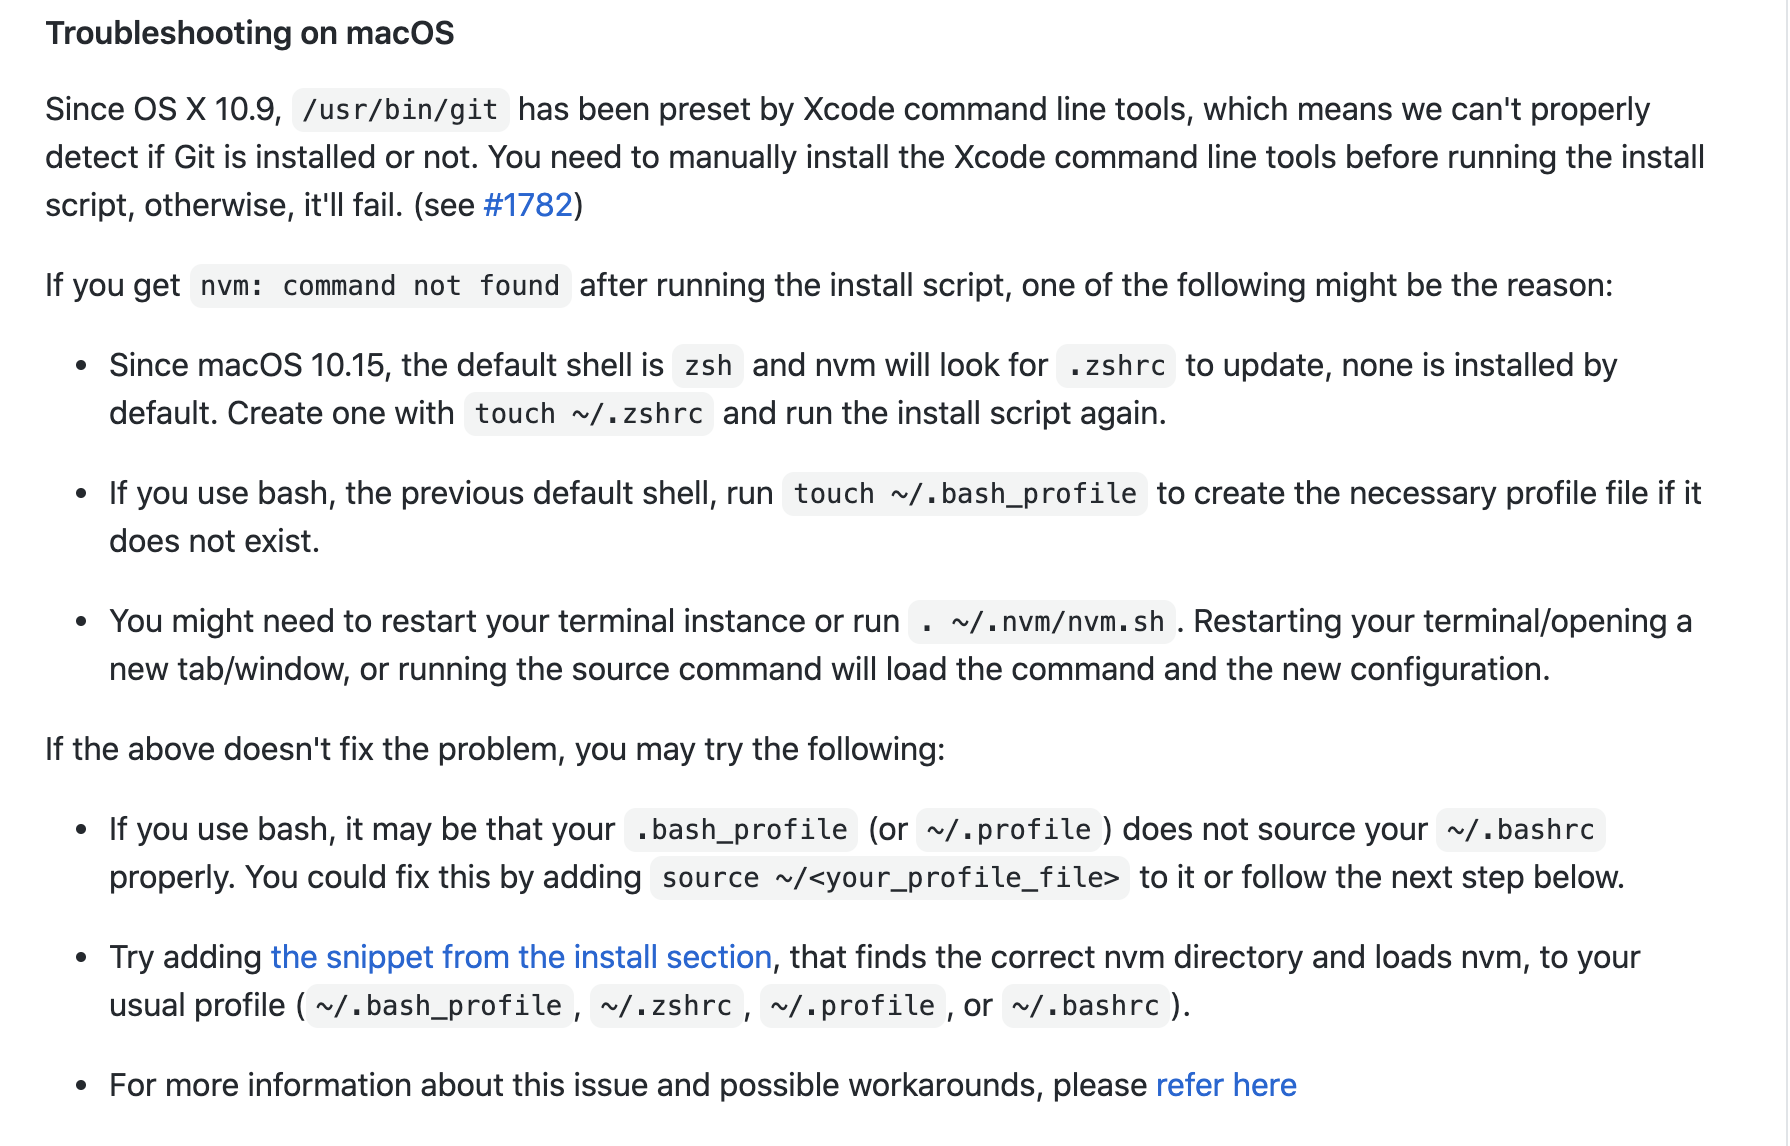 Troubleshooting on macOS
Since OS X 10.9, /usr/bin/git has been preset by Xcode command line tools, which means we can't properly
detect if Git is installed or not. You need to manually install the Xcode command line tools before running the install
script, otherwise, it'll fail. (see #1782)
If you get nvm: command not found after running the install script, one of the following might be the reason:
• Since macOS 10.15, the default shell is zsh and nvm will look for .zshrc to update, none is installed by
default. Create one with touch ~/.zshrc and run the install script again.
• If you use bash, the previous default shell, run touch ~/.bash_profile to create the necessary profile file if it
does not exist.
• You might need to restart your terminal instance or run . ~/.nvm/nvm.sh. Restarting your terminal/opening a
new tab/window, or running the source command will load the command and the new configuration.
If the above doesn't fix the problem, you may try the following:
• If you use bash, it may be that your .bash_profile (or ~/.profile) does not source your ~/.bashrc
properly. You could fix this by adding source ~/<your_profile_file> to it or follow the next step below.
• Try adding the snippet from the install section, that finds the correct nvm directory and loads nvm, to your
usual profile (~/.bash_profile, ~/.zshrc, ~/.profile, or ~/.bashrc).
• For more information about this issue and possible workarounds, please refer here